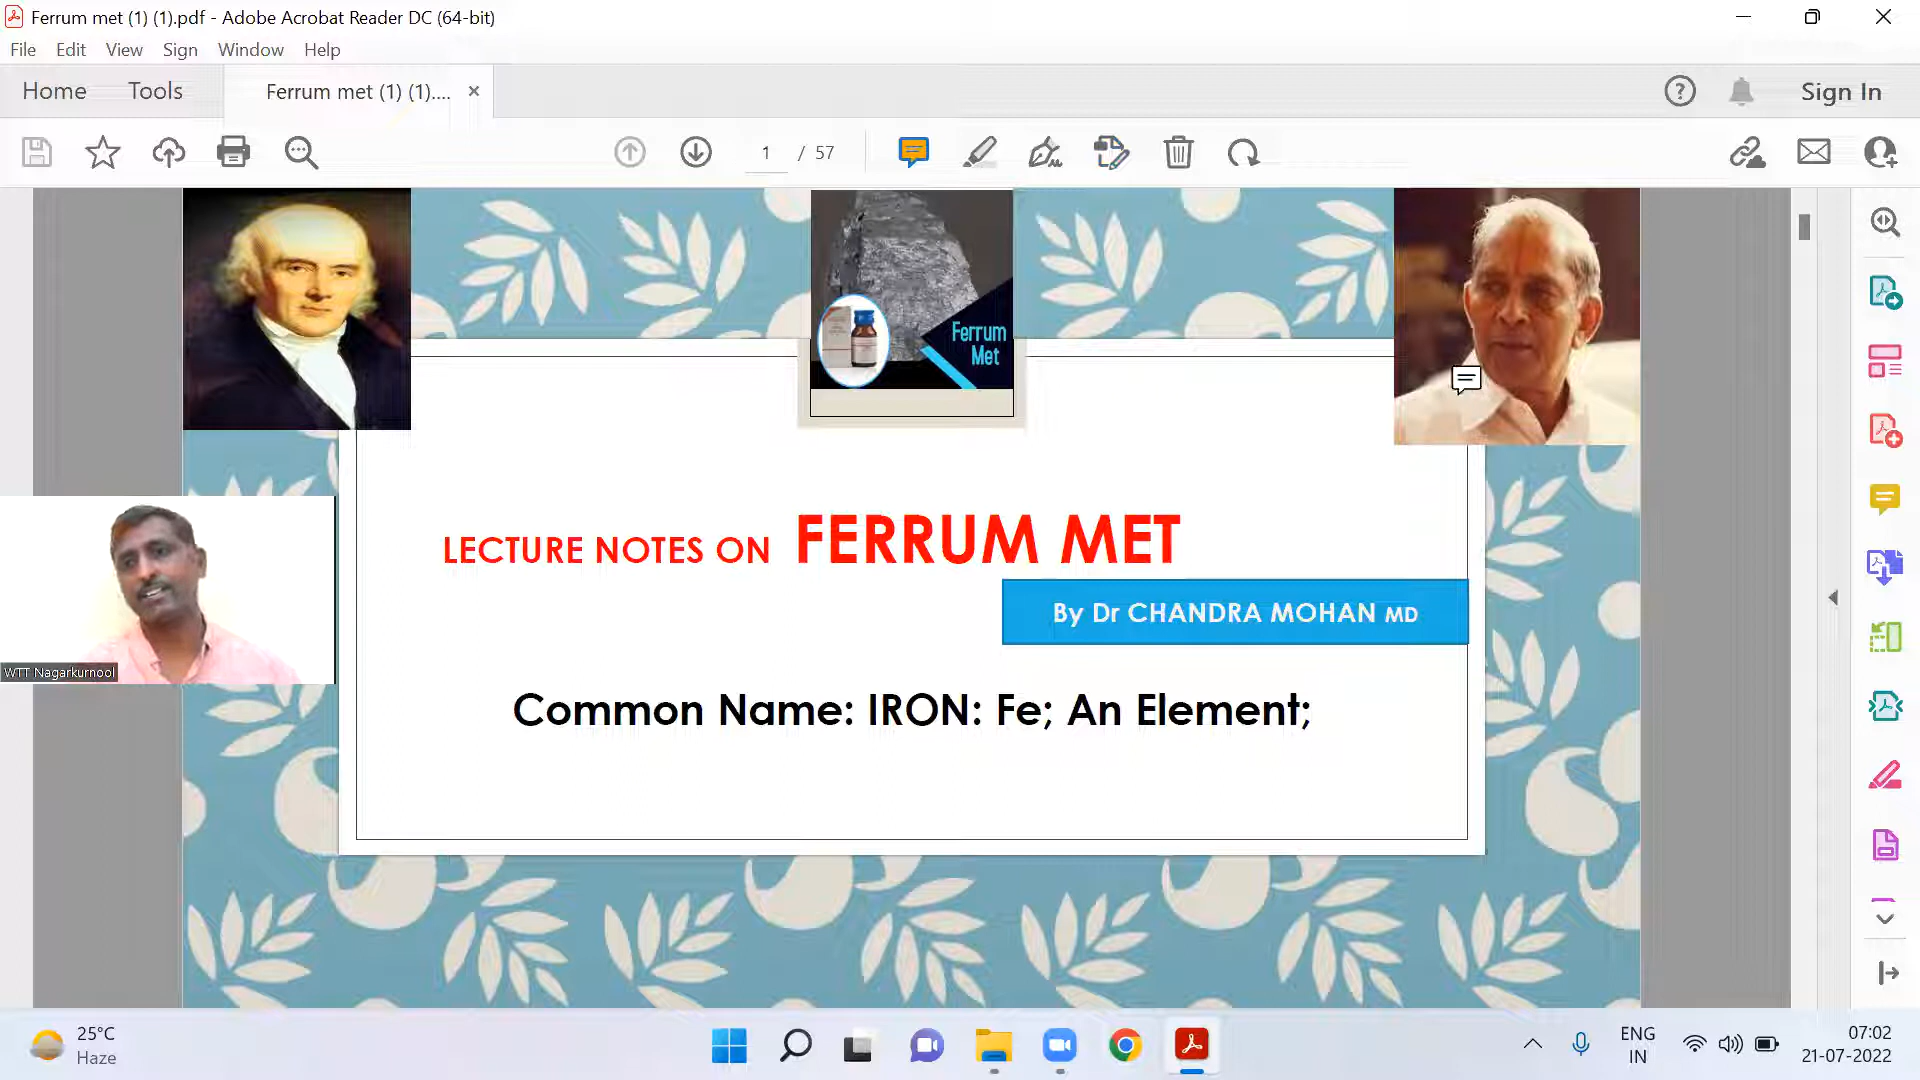 Ferrum met (1) (1).pdf - Adobe Acrobat Reader DC (64-bit)
File Edit View Sign Window Help
Home Tools Ferrum met (1) (1).... × Sign In
1 / 57
Ferrum
Met
LECTURE NOTES ON FERRUM MET
By Dr CHANDRA MOHAN MD
WTT Nagarkurnool
Common Name: IRON: Fe; An Element;
25°C
Haze
ENG
IN
07:02
21-07-2022